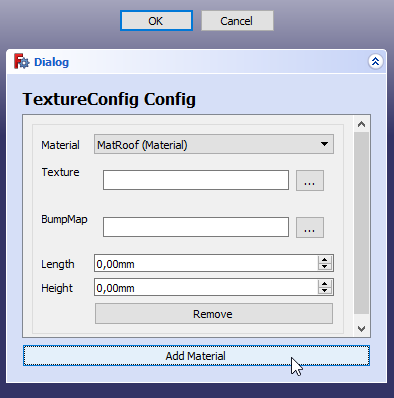 OK Cancel
Dialog
TextureConfig Config
Material MatRoof (Material)
Texture ...
BumpMap ...
Length 0,00mm
Height 0,00mm
Remove
Add Material